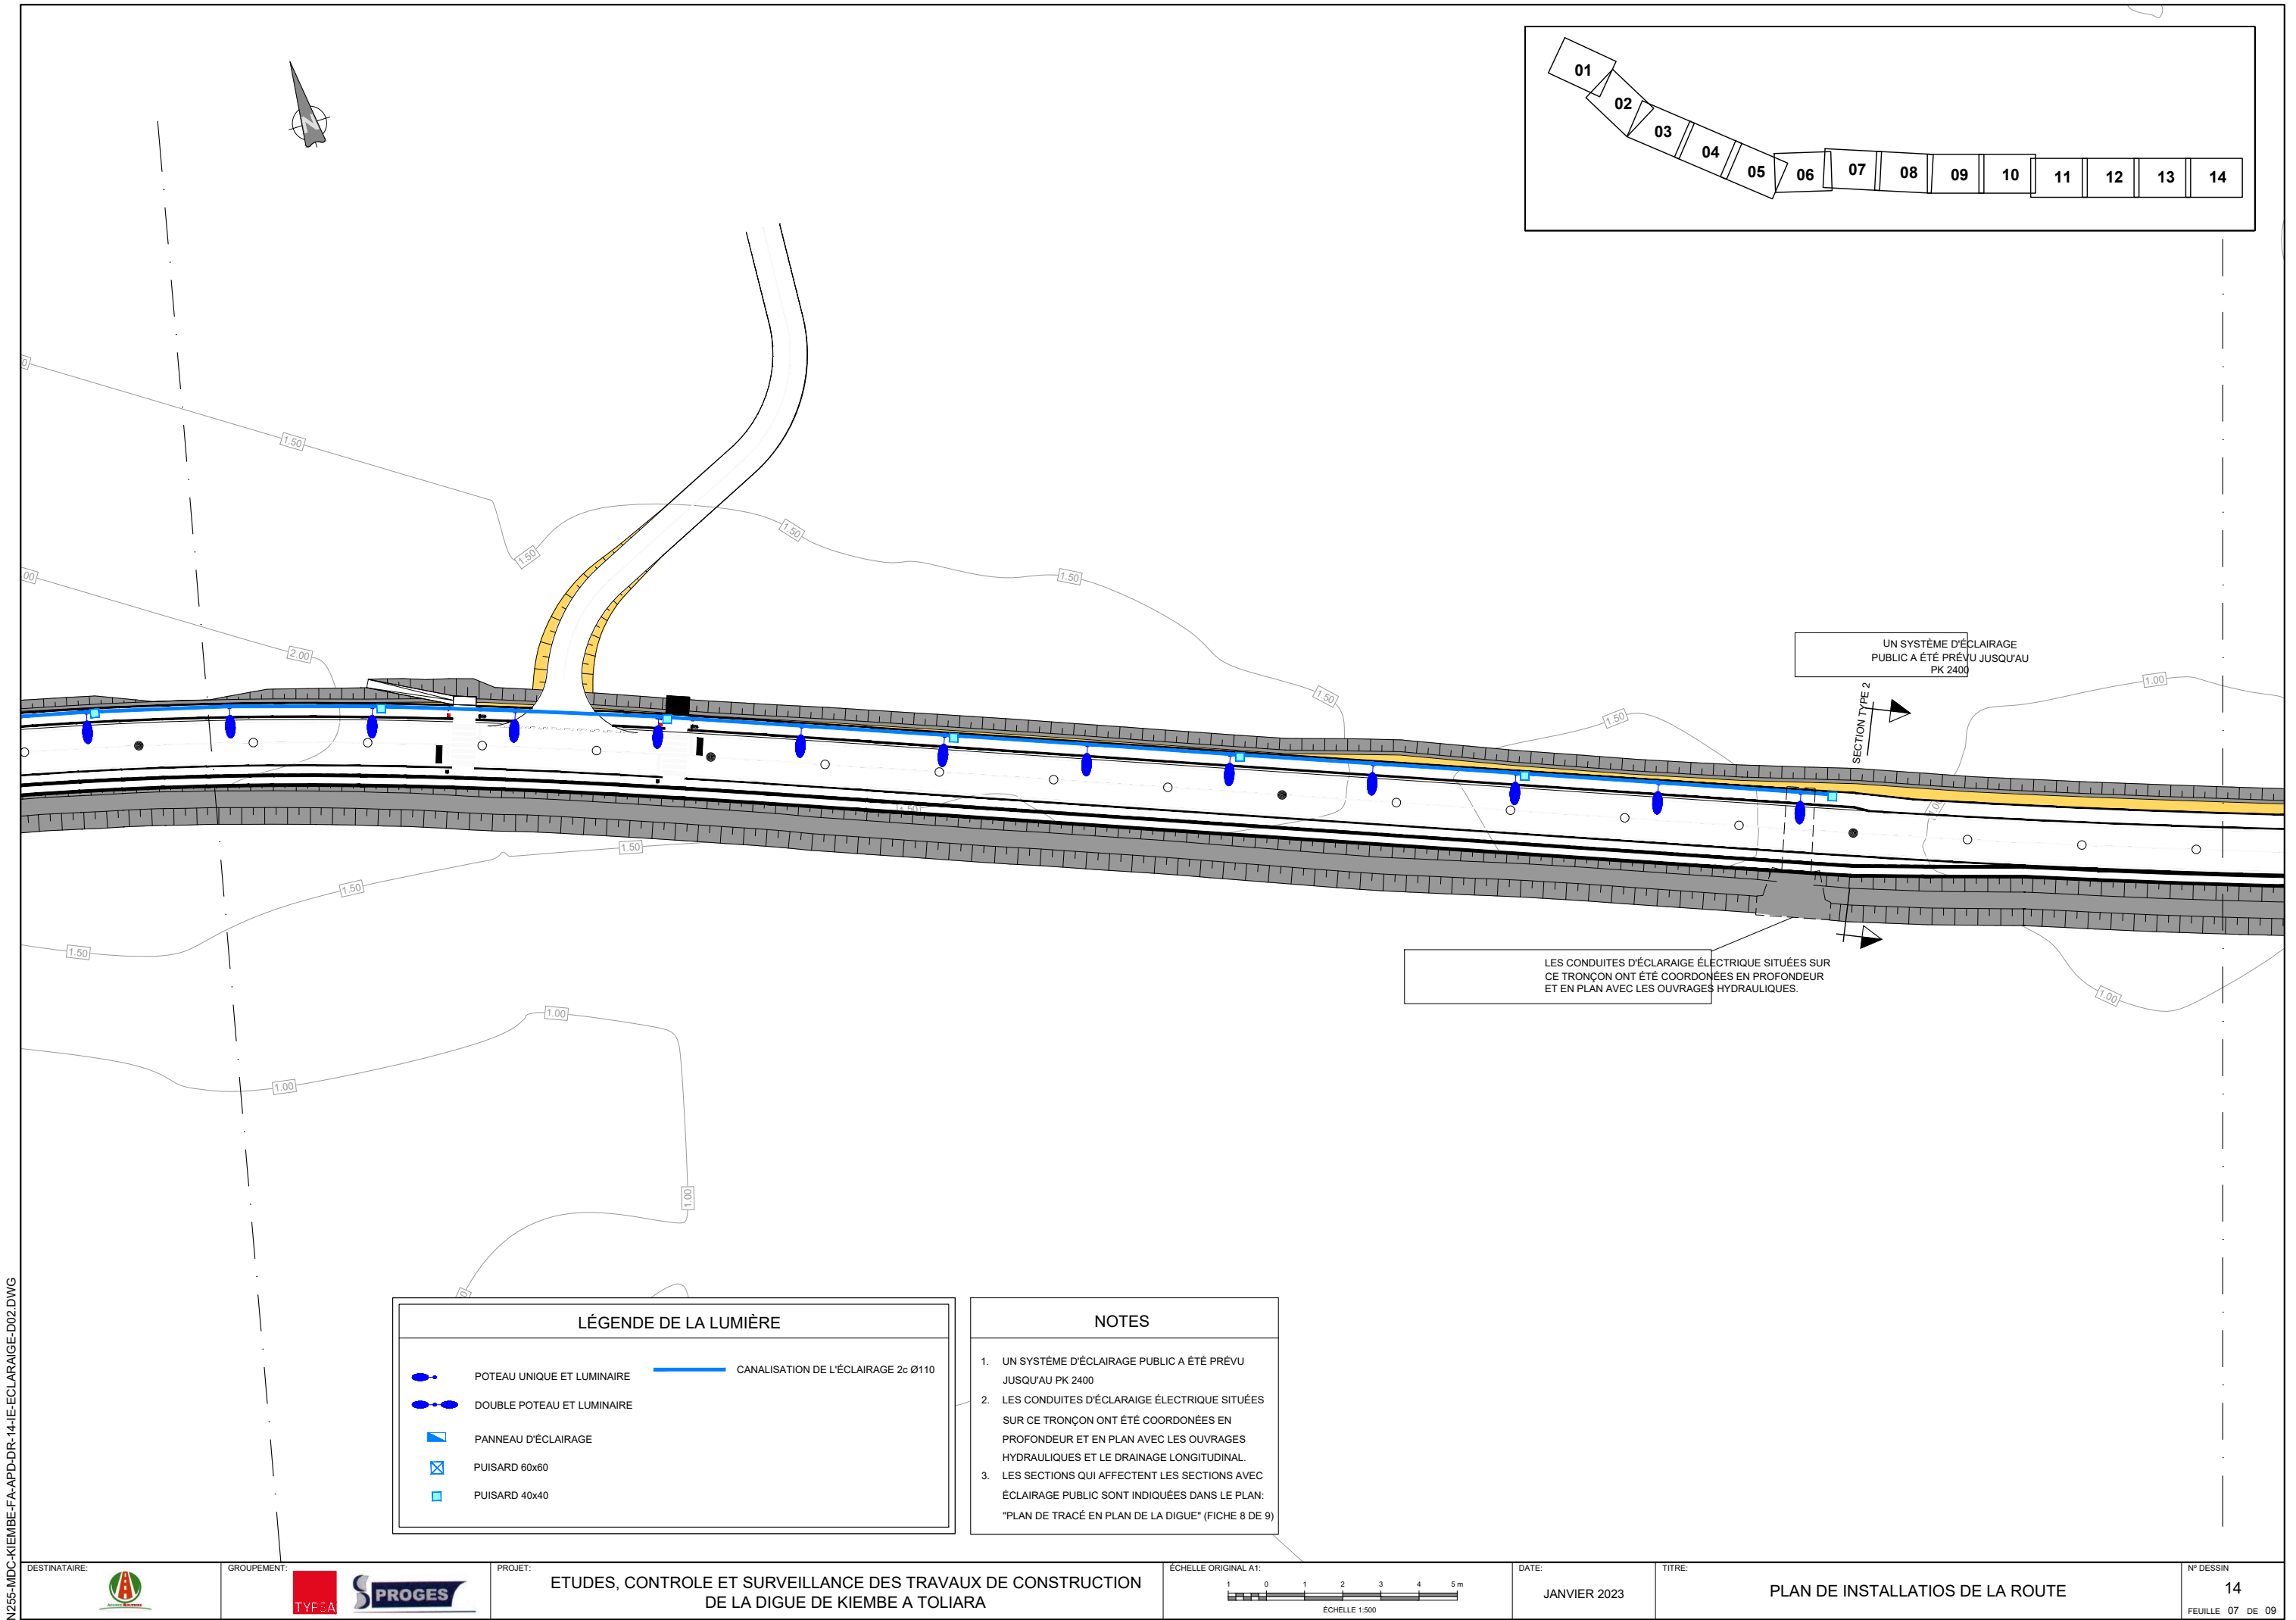 01
02
03
04
05
06
07
08
09
10
11
12
13
14
N
1.50
1.50
1.50
1.50
2.00
1.50
1.50
1.00
UN SYSTÈME D'ÉCLAIRAGE
PUBLIC A ÉTÉ PRÉVU JUSQU'AU
PK 2400
SECTION TYPE 2
1.50
1.50
1.50
LES CONDUITES D'ÉCLARAIGE ÉLECTRIQUE SITUÉES SUR
CE TRONÇON ONT ÉTÉ COORDONÉES EN PROFONDEUR
ET EN PLAN AVEC LES OUVRAGES HYDRAULIQUES.
1.00
1.00
1.00
1.00
LÉGENDE DE LA LUMIÈRE
POTEAU UNIQUE ET LUMINAIRE
CANALISATION DE L'ÉCLAIRAGE 2c Ø110
DOUBLE POTEAU ET LUMINAIRE
PANNEAU D'ÉCLAIRAGE
PUISARD 60x60
PUISARD 40x40
NOTES
1. UN SYSTÈME D'ÉCLAIRAGE PUBLIC A ÉTÉ PRÉVU
JUSQU'AU PK 2400
2. LES CONDUITES D'ÉCLARAIGE ÉLECTRIQUE SITUÉES
SUR CE TRONÇON ONT ÉTÉ COORDONÉES EN
PROFONDEUR ET EN PLAN AVEC LES OUVRAGES
HYDRAULIQUES ET LE DRAINAGE LONGITUDINAL.
3. LES SECTIONS QUI AFFECTENT LES SECTIONS AVEC
ÉCLAIRAGE PUBLIC SONT INDIQUÉES DANS LE PLAN:
"PLAN DE TRACÉ EN PLAN DE LA DIGUE" (FICHE 8 DE 9)
N255-MDC-KIEMBE-FA-APD-DR-14-IE-ECLARAIGE-D02.DWG
DESTINATAIRE:
GROUPEMENT:
TYPSA
SPROGES
PROJET:
ETUDES, CONTROLE ET SURVEILLANCE DES TRAVAUX DE CONSTRUCTION
DE LA DIGUE DE KIEMBE A TOLIARA
ÉCHELLE ORIGINAL A1:
1 0 1 2 3 4 5 m
ÉCHELLE 1:500
DATE:
JANVIER 2023
TITRE:
PLAN DE INSTALLATIOS DE LA ROUTE
Nº DESSIN
14
FEUILLE 07 DE 09